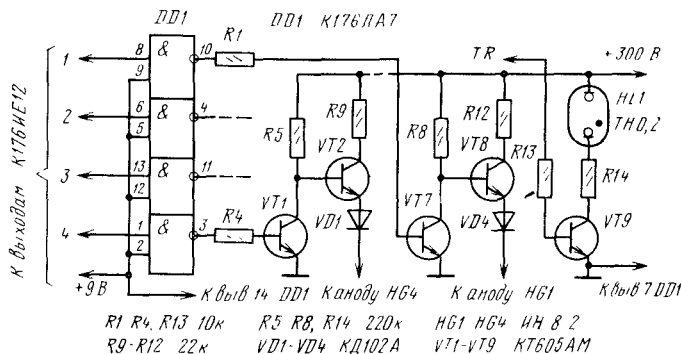 DD1
DD1 К176ЛА7
1
8
&
10
R1
9
TR
+300 В
2
6
&
4
5
R5
R9
VT2
R8
R12
VT8
HL1
ТН0,2
3
13
&
11
12
R13
R14
VT1
VD1
VT7
VD4
VT9
4
1
&
3
R4
2
К выходам К176ИЕ12
+9В
К выв 14 DD1
К аноду HG4
К аноду HG1
К выв 7 DD1
R1 R4, R13 10к
R5 R8, R14 220к
HG1 HG4 ИН 8 2
R9-R12 22к
VD1-VD4 КД102А
VT1-VT9 КТ605АМ